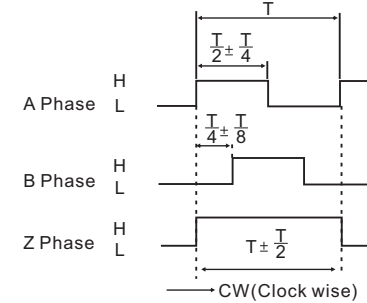 T
T/2 ± T/4
H
A Phase L
T/4 ± T/8
H
B Phase L
H
Z Phase L
T ± T/2
CW(Clock wise)